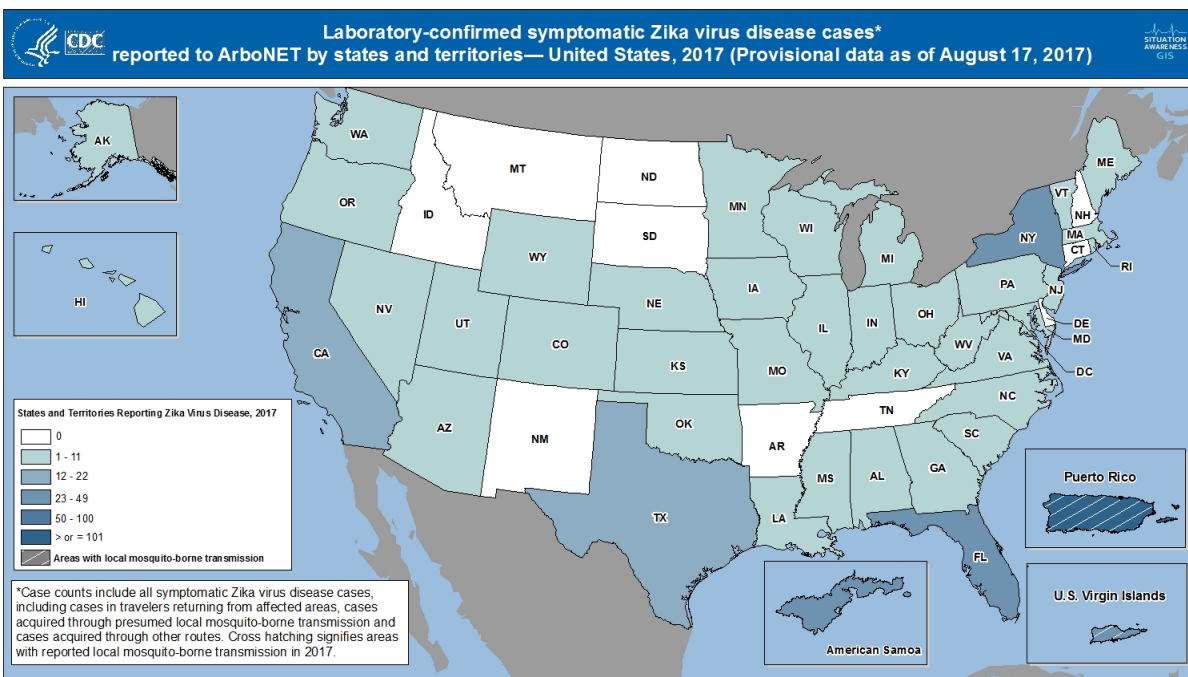 CDC
Laboratory-confirmed symptomatic Zika virus disease cases*
reported to ArboNET by states and territories— United States, 2017 (Provisional data as of August 17, 2017)
SITUATION
AWARENESS
GIS
AK
HI
WA
OR
CA
ID
NV
MT
WY
UT
AZ
CO
NM
ND
SD
NE
KS
OK
TX
MN
IA
MO
AR
LA
WI
IL
MI
IN
OH
KY
TN
MS
AL
GA
FL
SC
NC
VA
WV
PA
NY
VT
NH
ME
MA
CT
RI
NJ
DE
MD
DC
States and Territories Reporting Zika Virus Disease, 2017
0
1 - 11
12 - 22
23 - 49
50 - 100
> or = 101
Areas with local mosquito-borne transmission
*Case counts include all symptomatic Zika virus disease cases,
including cases in travelers returning from affected areas, cases
acquired through presumed local mosquito-borne transmission and
cases acquired through other routes. Cross hatching signifies areas
with reported local mosquito-borne transmission in 2017.
American Samoa
Puerto Rico
U.S. Virgin Islands